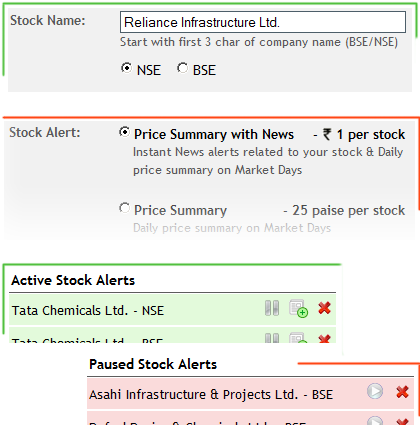 Stock Name: Reliance Infrastructure Ltd.
Start with first 3 char of company name (BSE/NSE)
NSE BSE
Stock Alert: Price Summary with News - ₹ 1 per stock
Instant News alerts related to your stock & Daily
price summary on Market Days
Price Summary - 25 paise per stock
Daily price summary on Market Days
Active Stock Alerts
Tata Chemicals Ltd. - NSE
Tata Chemicals Ltd. - BSE
Paused Stock Alerts
Asahi Infrastructure & Projects Ltd. - BSE